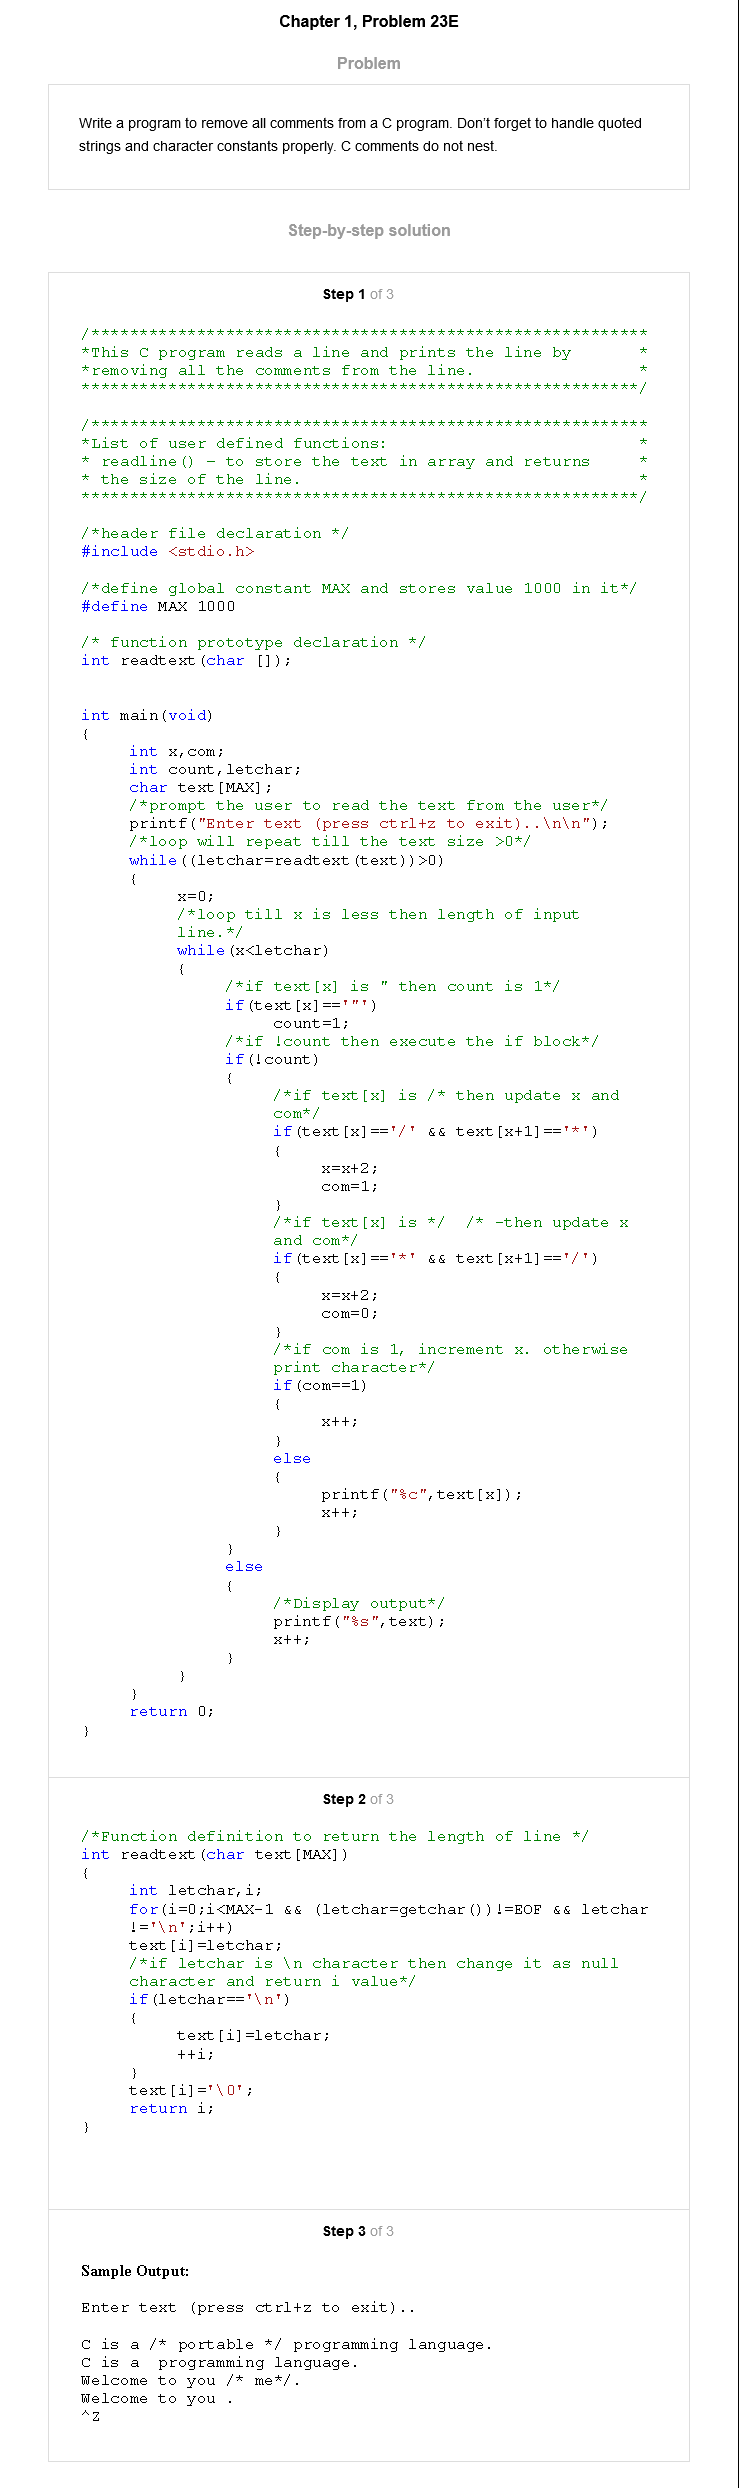 Chapter 1, Problem 23E
Problem
Write a program to remove all comments from a C program. Don't forget to handle quoted
strings and character constants properly. C comments do not nest.
Step-by-step solution
Step 1 of 3
/**********************************************************
*This C program reads a line and prints the line by       *
*removing all the comments from the line.                 *
**********************************************************/
/**********************************************************
*List of user defined functions:                          *
* readline() – to store the text in array and returns     *
* the size of the line.                                   *
**********************************************************/
/*header file declaration */
#include <stdio.h>
/*define global constant MAX and stores value 1000 in it*/
#define MAX 1000
/* function prototype declaration */
int readtext(char []);
int main(void)
{
int x,com;
int count,letchar;
char text[MAX];
/*prompt the user to read the text from the user*/
printf("Enter text (press ctrl+z to exit)..\n\n");
/*loop will repeat till the text size >0*/
while((letchar=readtext(text))>0)
{
x=0;
/*loop till x is less then length of input
line.*/
while(x<letchar)
{
/*if text[x] is " then count is 1*/
if(text[x]=='"')
count=1;
/*if !count then execute the if block*/
if(!count)
{
/*if text[x] is /* then update x and
com*/
if(text[x]=='/' && text[x+1]=='*')
{
x=x+2;
com=1;
}
/*if text[x] is */  /* –then update x
and com*/
if(text[x]=='*' && text[x+1]=='/')
{
x=x+2;
com=0;
}
/*if com is 1, increment x. otherwise
print character*/
if(com==1)
{
x++;
}
else
{
printf("%c",text[x]);
x++;
}
}
else
{
/*Display output*/
printf("%s",text);
x++;
}
}
}
return 0;
}
Step 2 of 3
/*Function definition to return the length of line */
int readtext(char text[MAX])
{
int letchar,i;
for(i=0;i<MAX-1 && (letchar=getchar())!=EOF && letchar
!='\n';i++)
text[i]=letchar;
/*if letchar is \n character then change it as null
character and return i value*/
if(letchar=='\n')
{
text[i]=letchar;
++i;
}
text[i]='\0';
return i;
}
Step 3 of 3
Sample Output:
Enter text (press ctrl+z to exit)..
C is a /* portable */ programming language.
C is a  programming language.
Welcome to you /* me*/.
Welcome to you .
^Z